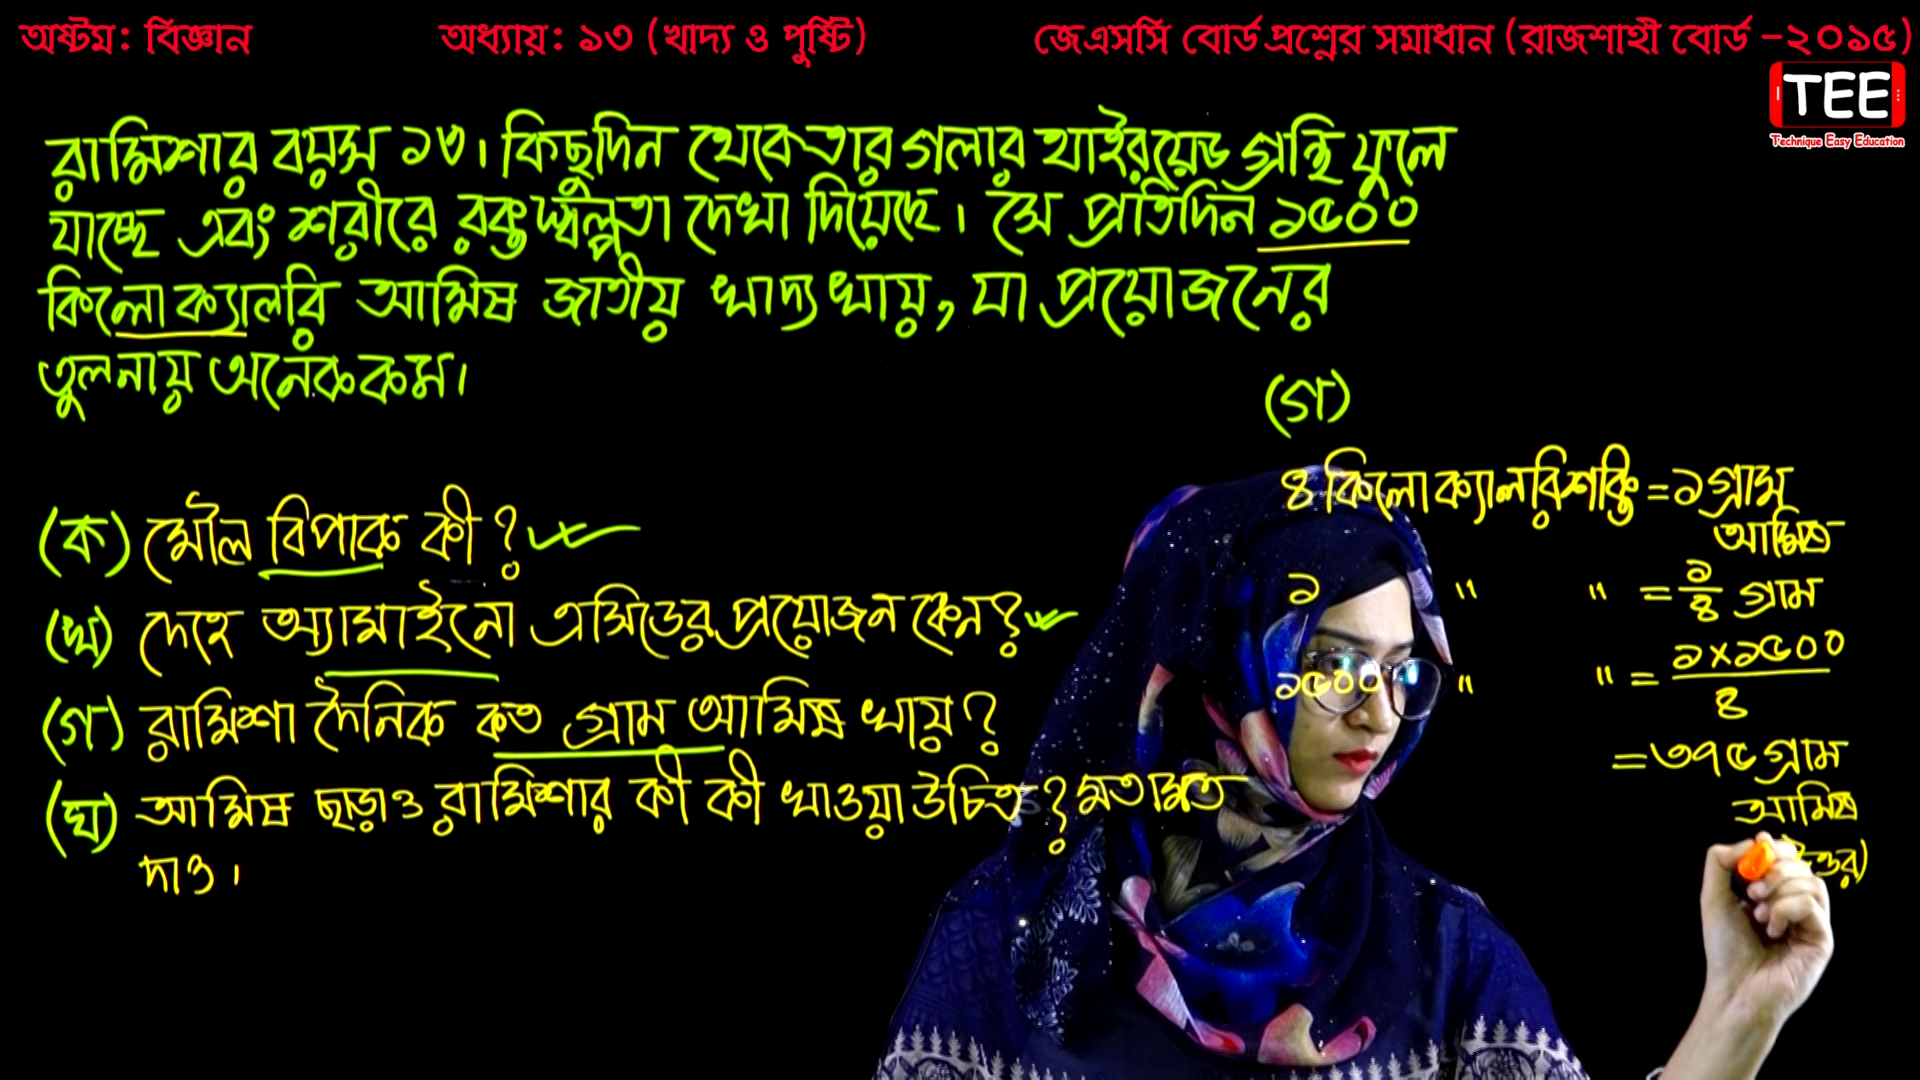 অষ্টম: বিজ্ঞান
অধ্যায়: ১৩ (খাদ্য ও পুষ্টি)
জেএসসি বোর্ড প্রশ্নের সমাধান (রাজশাহী বোর্ড -২০১৫)
TEE
Technique Easy Education
রামিশার বয়স ১৩। কিছুদিন থেকে তার গলার থাইরয়েড গ্রন্থি ফুলে
যাচ্ছে এবং শরীরে রক্তস্বল্পতা দেখা দিয়েছে। সে প্রতিদিন ১৫০০
কিলোক্যালরি আমিষ জাতীয় খাদ্য খায়, যা প্রয়োজনের
তুলনায় অনেক কম।
(ক) মৌল বিপাক কী?
(খ) দেহে অ্যামাইনো এসিডের প্রয়োজন কেন?
(গ) রামিশা দৈনিক কত গ্রাম আমিষ খায়?
(ঘ) আমিষ ছাড়াও রামিশার কী কী খাওয়া উচিত? মতামত
দাও।
(গ)
৪ কিলোক্যালরি শক্তি = ১ গ্রাম
আমিষ
১ " " = ১/৪ গ্রাম
১৫০০ " " = ১×১৫০০/৪
= ৩৭৫ গ্রাম
আমিষ